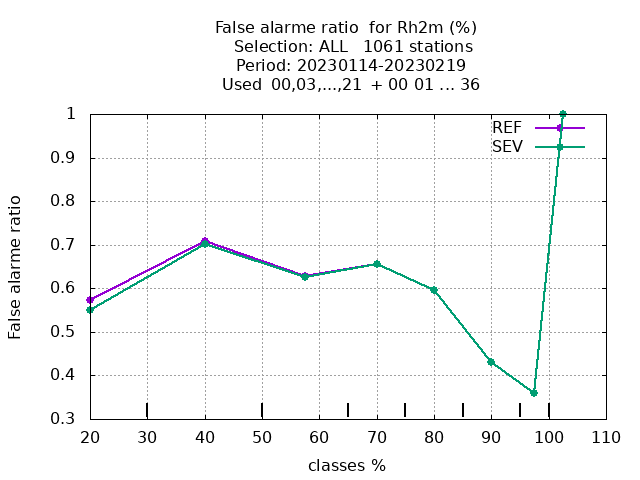 False alarme ratio  for Rh2m (%)
Selection: ALL   1061 stations
Period: 20230114-20230219
Used  00,03,...,21  + 00 01 ... 36
REF
SEV
1
0.9
0.8
0.7
0.6
0.5
0.4
0.3
False alarme ratio
20 30 40 50 60 70 80 90 100 110
classes %